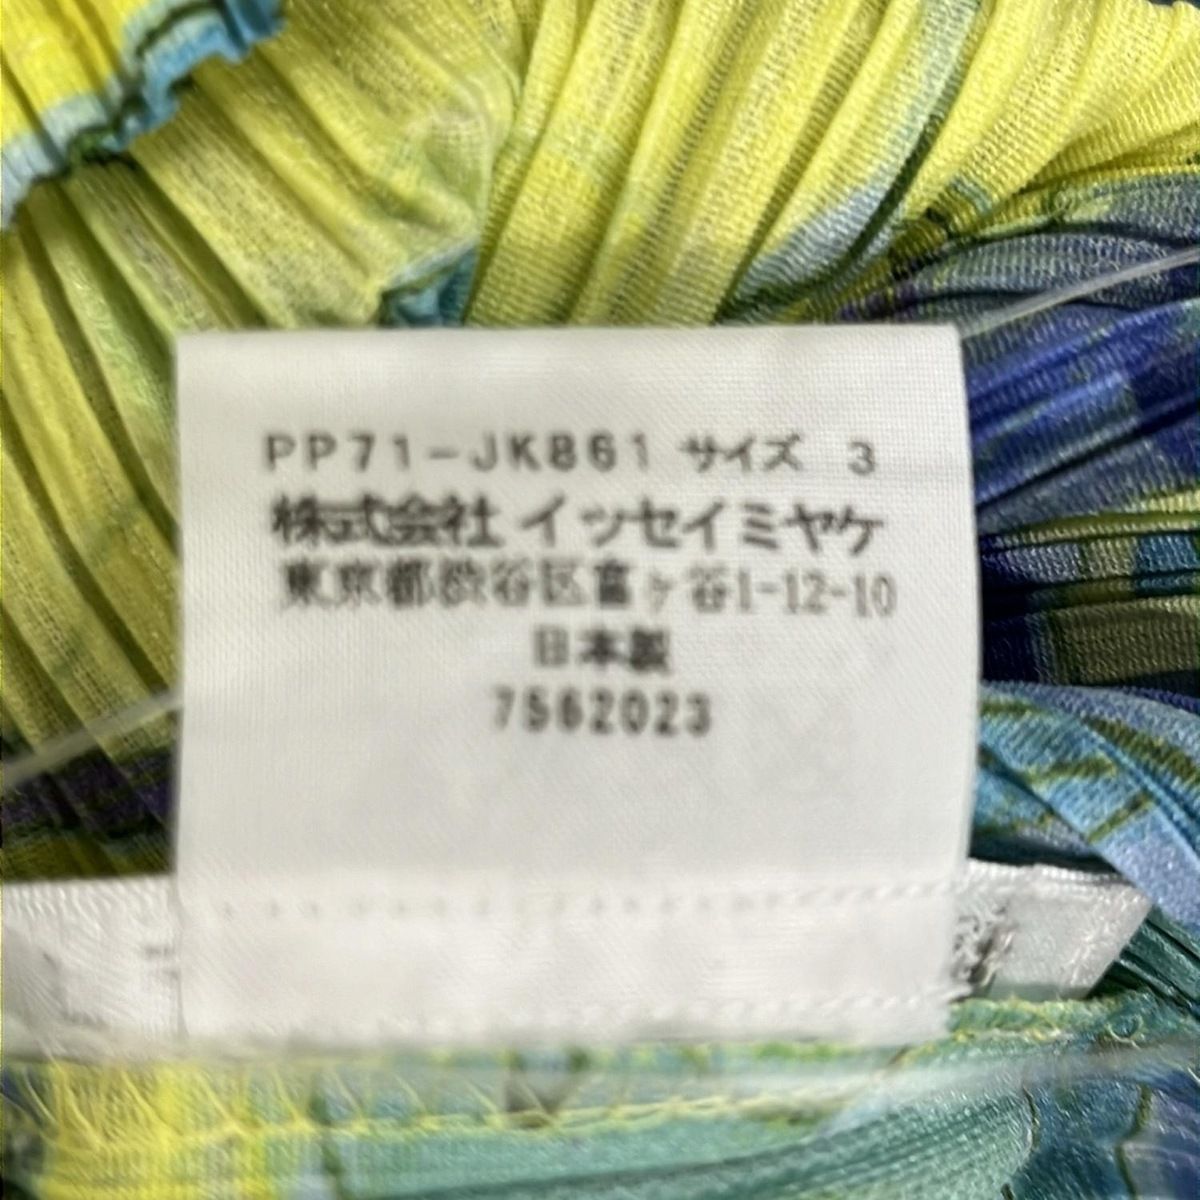 PP71-JK861 サイズ 3
株式会社 イッセイミヤケ
東京都渋谷区富ヶ谷1-12-10
日本製
7562023